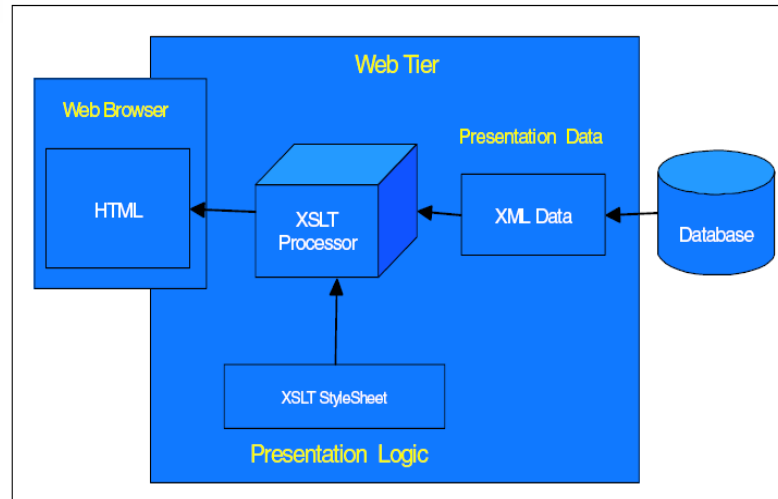 Web Tier
Web Browser
Presentation Data
HTML
XSLT
Processor
XML Data
Database
XSLT StyleSheet
Presentation Logic